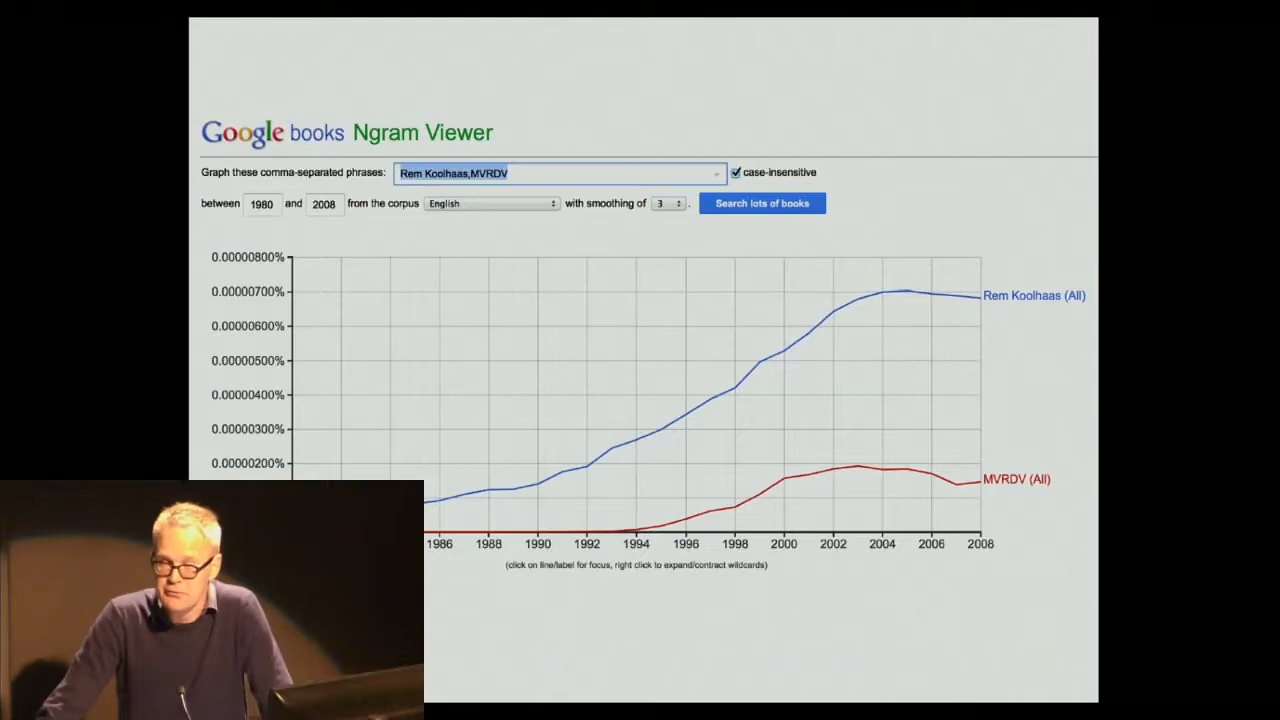 Google books Ngram Viewer
Graph these comma-separated phrases: Rem Koolhaas,MVRDV case-insensitive
between 1980 and 2008 from the corpus English with smoothing of 3 . Search lots of books
0.00000800%
0.00000700%
Rem Koolhaas (All)
0.00000600%
0.00000500%
0.00000400%
0.00000300%
0.00000200%
MVRDV (All)
1986 1988 1990 1992 1994 1996 1998 2000 2002 2004 2006 2008
(click on line/label for focus, right click to expand/contract wildcards)